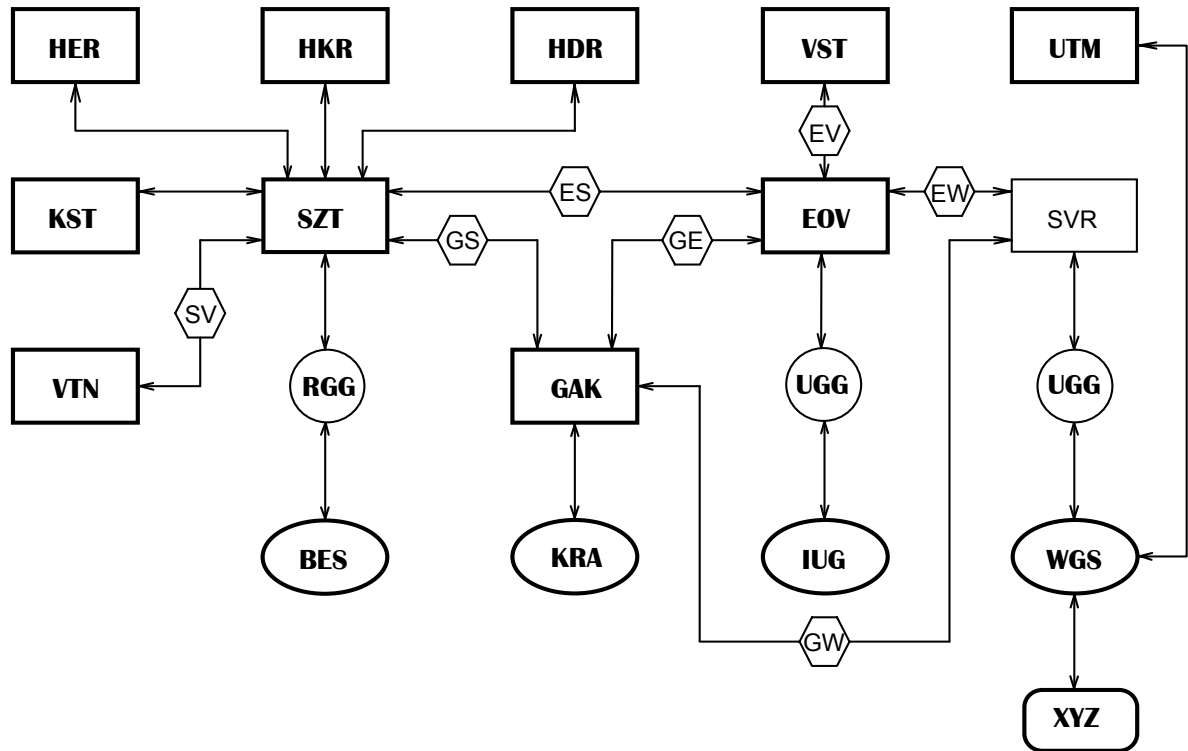 HER
HKR
HDR
VST
UTM
EV
KST
SZT
ES
EOV
EW
SVR
GS
GE
SV
VTN
RGG
GAK
UGG
UGG
BES
KRA
IUG
WGS
GW
XYZ